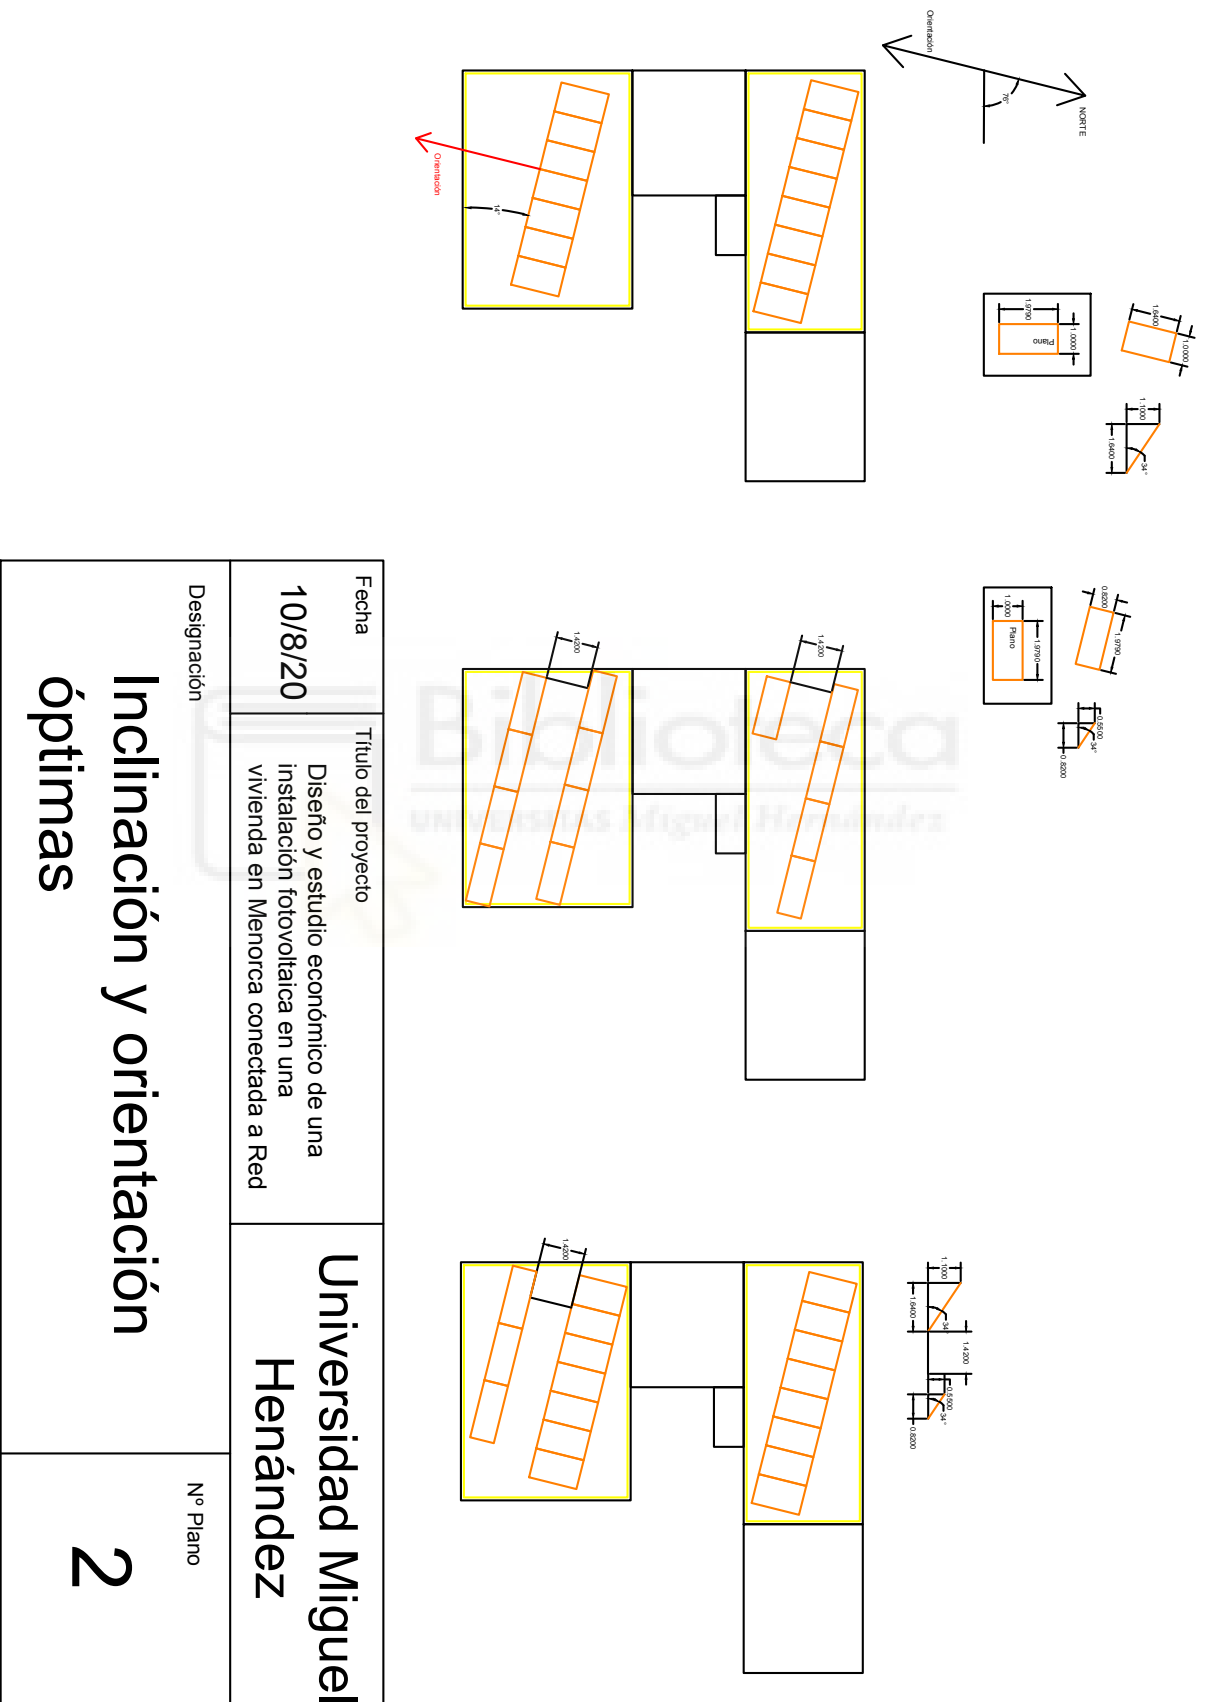 Orientación
NORTE
76°
Orientación
14°
1.9790
1.0000
Plano
1.6400
1.0000
1.1000
1.6400
34°
1.0000
1.9790
Plano
0.8200
1.9790
0.5500
34°
0.8200
1.4200
1.4200
1.1000
1.6400
34°
1.4200
0.5500
34°
0.8200
1.4200
Biblioteca
UNIVERSITAS Miguel Hernández
Fecha
10/8/20
Título del proyecto
Diseño y estudio económico de una
instalación fotovoltaica en una
vivienda en Menorca conectada a Red
Universidad Miguel
Henández
Designación
Inclinación y orientación
óptimas
Nº Plano
2